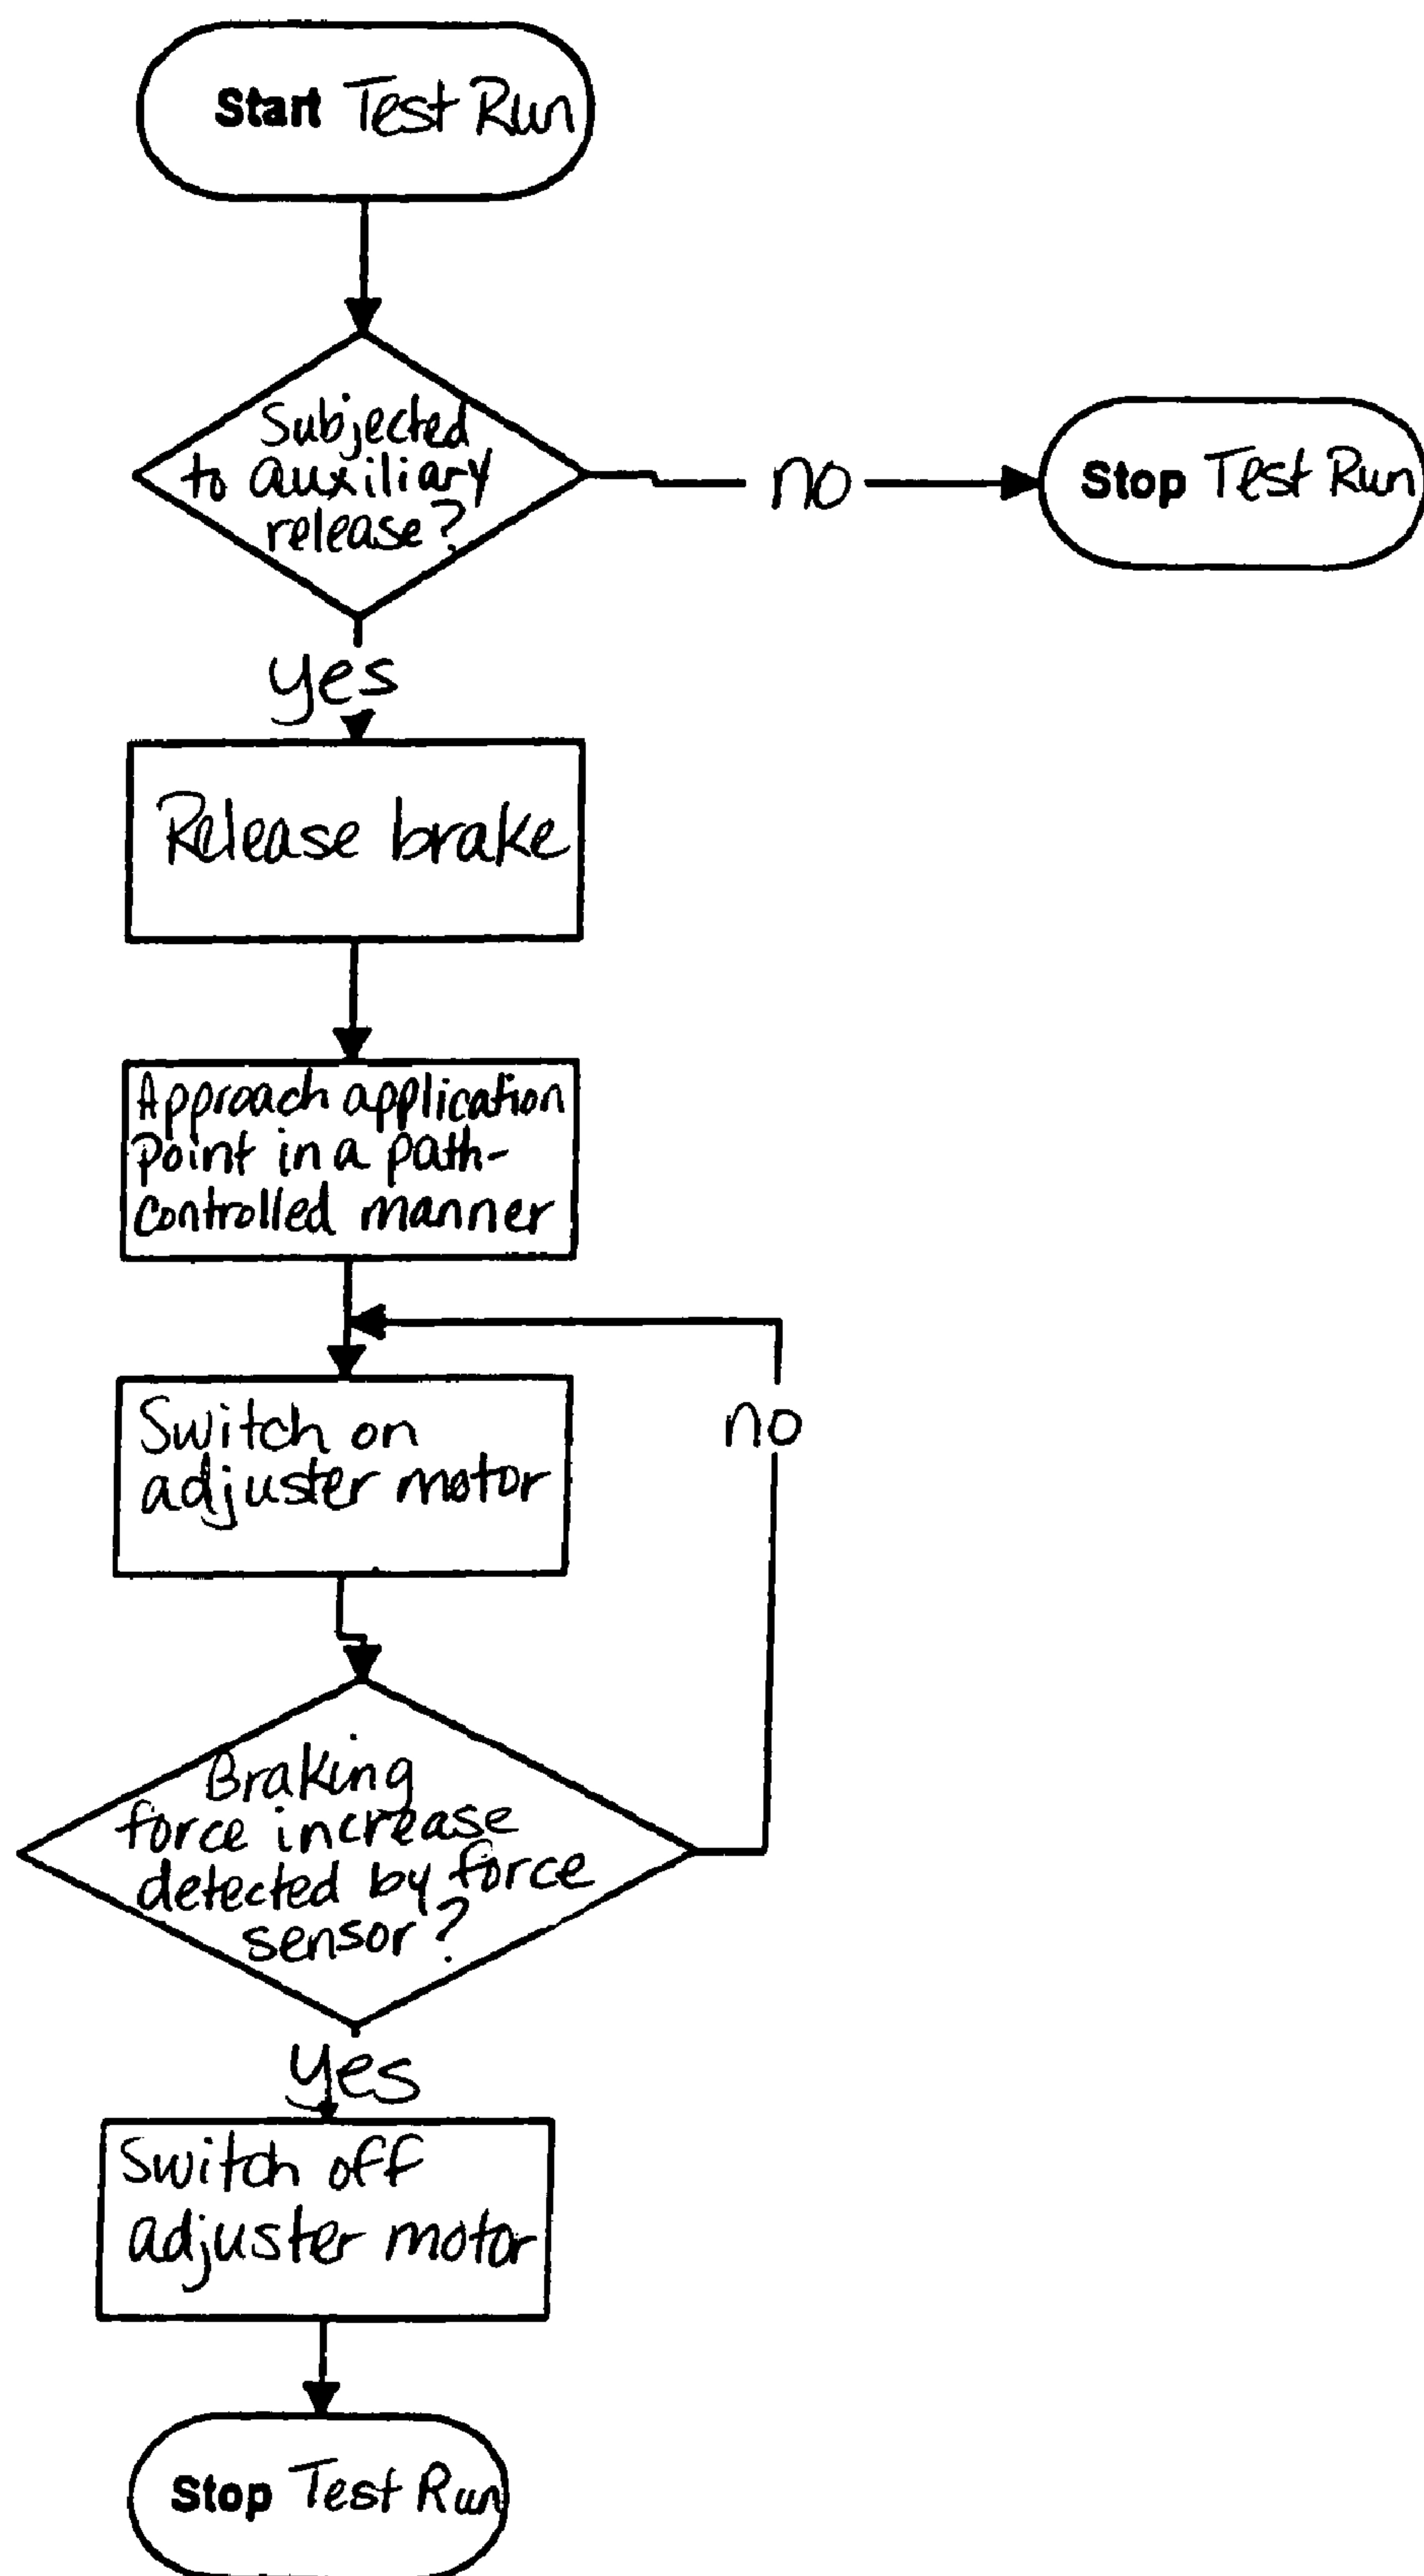 Start Test Run
Subjected
to auxiliary
release?
no
Stop Test Run
yes
Release brake
Approach application
point in a path-
controlled manner
Switch on
adjuster motor
no
Braking
force increase
detected by force
sensor?
yes
Switch off
adjuster motor
Stop Test Run